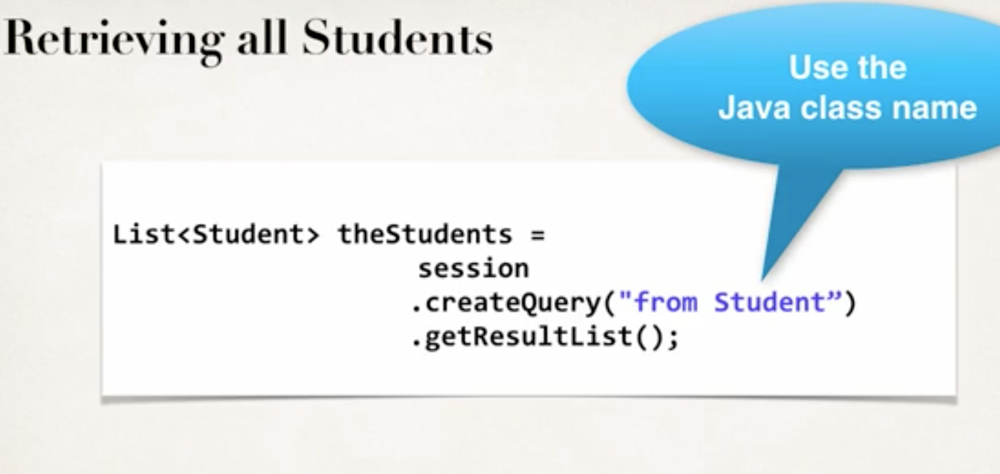 Retrieving all Students
Use the
Java class name
List<Student> theStudents =
session
.createQuery("from Student”)
.getResultList();